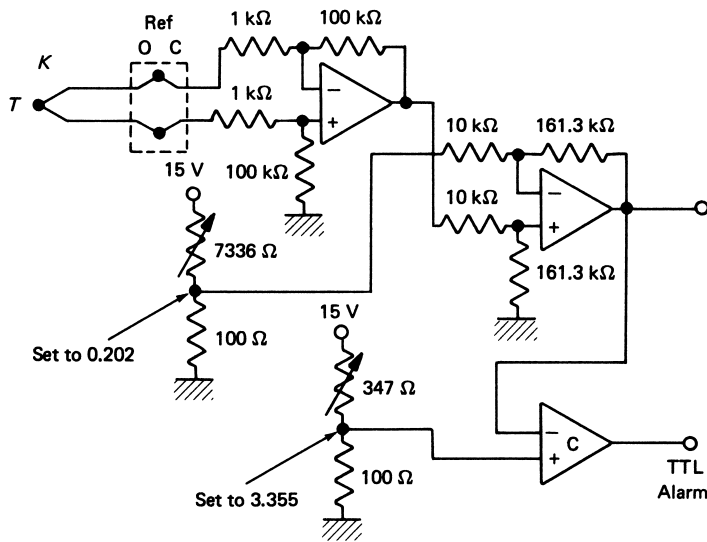 Ref
O C
K
T
1 kΩ
100 kΩ
−
+
1 kΩ
100 kΩ
10 kΩ
161.3 kΩ
−
+
10 kΩ
161.3 kΩ
15 V
7336 Ω
100 Ω
Set to 0.202
15 V
347 Ω
100 Ω
Set to 3.355
−
+
C
TTL
Alarm